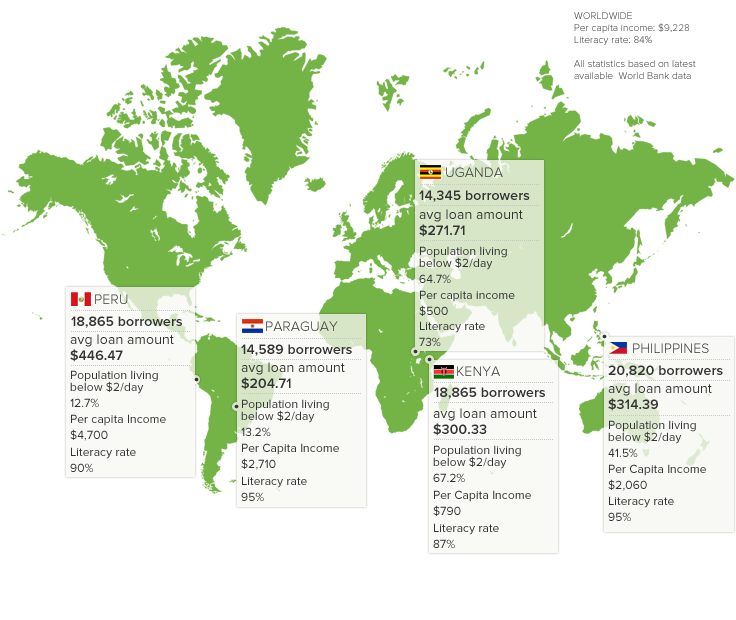 WORLDWIDE
Per capita income: $9,228
Literacy rate: 84%
All statistics based on latest
available World Bank data
UGANDA
14,345 borrowers
avg loan amount
$271.71
Population living
below $2/day
64.7%
Per capita income
$500
Literacy rate
73%
PERU
18,865 borrowers
avg loan amount
$446.47
Population living
below $2/day
12.7%
Per capita Income
$4,700
Literacy rate
90%
PARAGUAY
14,589 borrowers
avg loan amount
$204.71
Population living
below $2/day
13.2%
Per Capita Income
$2,710
Literacy rate
95%
KENYA
18,865 borrowers
avg loan amount
$300.33
Population living
below $2/day
67.2%
Per Capita Income
$790
Literacy rate
87%
PHILIPPINES
20,820 borrowers
avg loan amount
$314.39
Population living
below $2/day
41.5%
Per Capita Income
$2,060
Literacy rate
95%